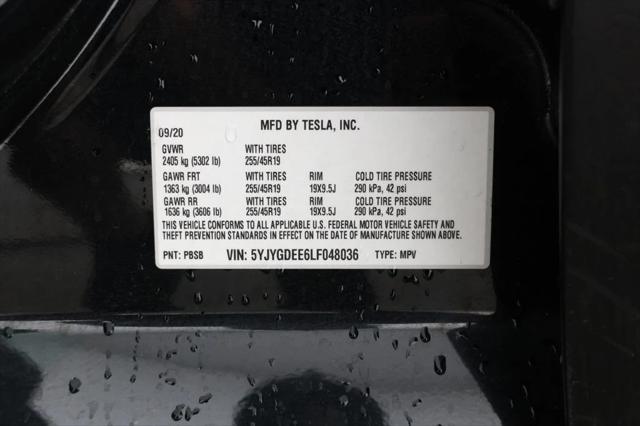 09/20 MFD BY TESLA, INC.
GVWR WITH TIRES
2405 kg (5302 lb) 255/45R19
GAWR FRT WITH TIRES RIM COLD TIRE PRESSURE
1363 kg (3004 lb) 255/45R19 19X9.5J 290 kPa, 42 psi
GAWR RR WITH TIRES RIM COLD TIRE PRESSURE
1636 kg (3606 lb) 255/45R19 19X9.5J 290 kPa, 42 psi
THIS VEHICLE CONFORMS TO ALL APPLICABLE U.S. FEDERAL MOTOR VEHICLE SAFETY AND
THEFT PREVENTION STANDARDS IN EFFECT ON DATE OF MANUFACTURE SHOWN ABOVE.
PNT: PBSB VIN: 5YJYGDEE6LF048036 TYPE: MPV